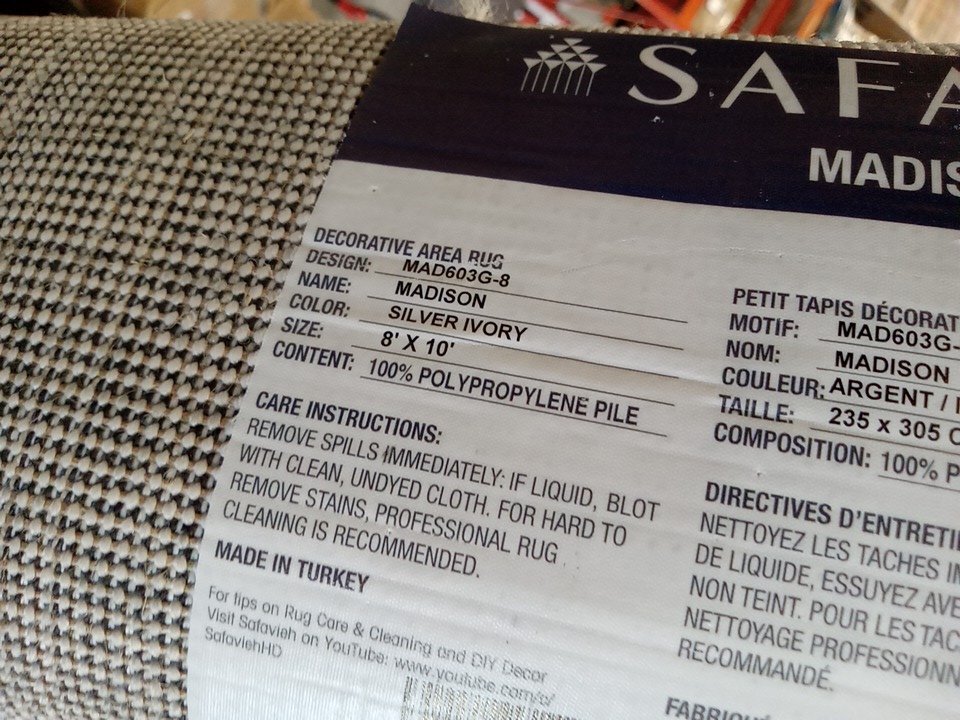 SAFA
MADIS
DECORATIVE AREA RUG
DESIGN: MAD603G-8
NAME: MADISON
COLOR: SILVER IVORY
SIZE: 8' X 10'
CONTENT: 100% POLYPROPYLENE PILE
CARE INSTRUCTIONS:
REMOVE SPILLS IMMEDIATELY: IF LIQUID, BLOT
WITH CLEAN, UNDYED CLOTH. FOR HARD TO
REMOVE STAINS, PROFESSIONAL RUG
CLEANING IS RECOMMENDED.
MADE IN TURKEY
For tips on Rug Care & Cleaning and DIY Decor
Visit Safavieh on YouTube: www.youtube.com/c/
SafaviehHD
PETIT TAPIS DÉCORAT
MOTIF: MAD603G-
NOM: MADISON
COULEUR: ARGENT /
TAILLE: 235 x 305 C
COMPOSITION: 100% P
DIRECTIVES D'ENTRETI
NETTOYEZ LES TACHES IM
DE LIQUIDE, ESSUYEZ AVE
NON TEINT. POUR LES TAC
NETTOYAGE PROFESSIONN
RECOMMANDÉ.
FABRIQU